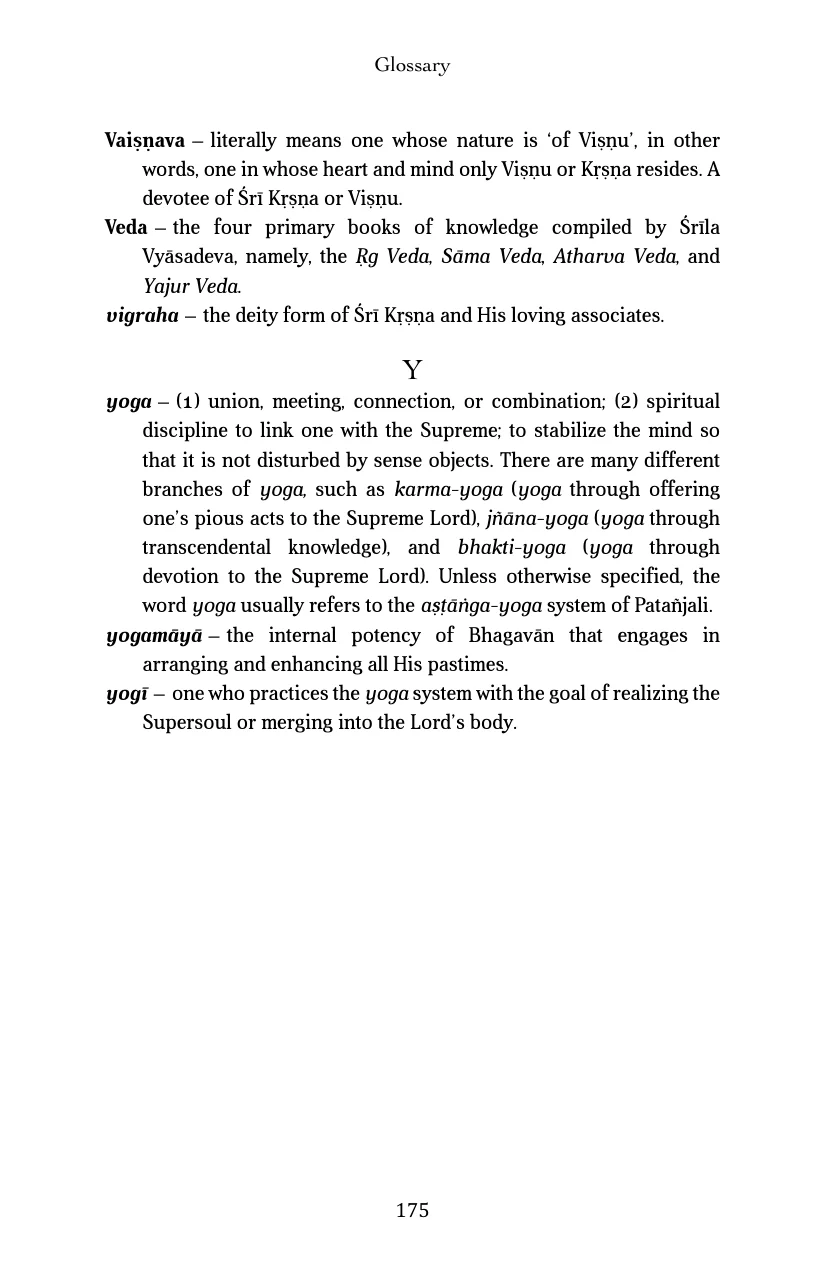 Glossary
Vaiṣṇava – literally means one whose nature is ‘of Viṣṇu’, in other
words, one in whose heart and mind only Viṣṇu or Kṛṣṇa resides. A
devotee of Śrī Kṛṣṇa or Viṣṇu.
Veda – the four primary books of knowledge compiled by Śrīla
Vyāsadeva, namely, the Ṛg Veda, Sāma Veda, Atharva Veda, and
Yajur Veda.
vigraha – the deity form of Śrī Kṛṣṇa and His loving associates.
Y
yoga – (1) union, meeting, connection, or combination; (2) spiritual
discipline to link one with the Supreme; to stabilize the mind so
that it is not disturbed by sense objects. There are many different
branches of yoga, such as karma-yoga (yoga through offering
one’s pious acts to the Supreme Lord), jñāna-yoga (yoga through
transcendental knowledge), and bhakti-yoga (yoga through
devotion to the Supreme Lord). Unless otherwise specified, the
word yoga usually refers to the aṣṭāṅga-yoga system of Patañjali.
yogamāyā – the internal potency of Bhagavān that engages in
arranging and enhancing all His pastimes.
yogī – one who practices the yoga system with the goal of realizing the
Supersoul or merging into the Lord’s body.
175